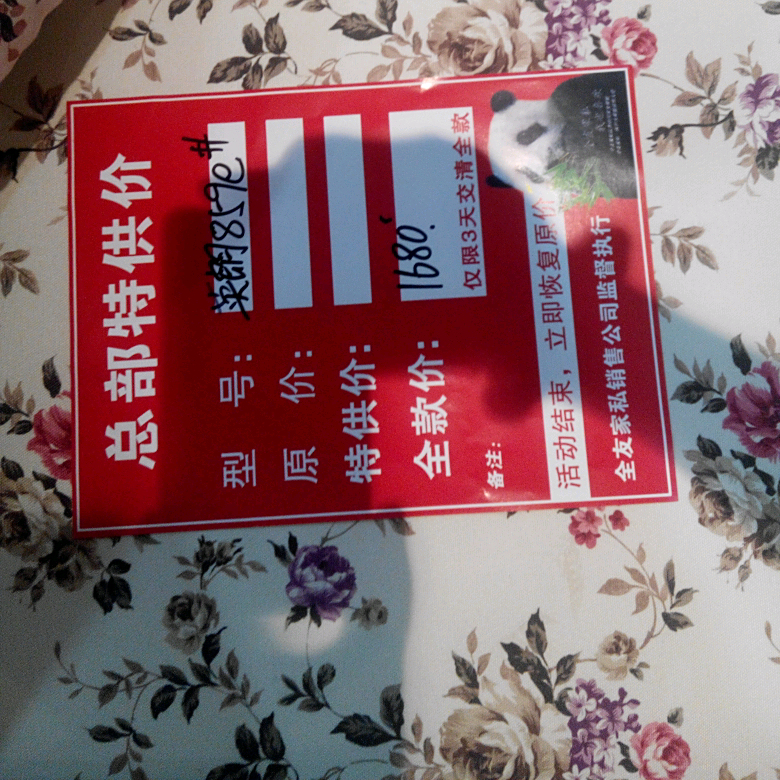 总部特供价
型号: 859e#
原价:
特供价:
全款价: 1680.
仅限3天交清全款
备注:
活动结束，立即恢复原价
全友家私销售公司监督执行